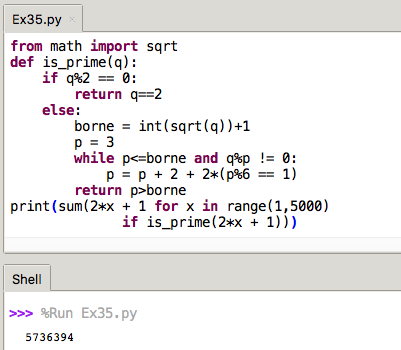 Ex35.py ×
from math import sqrt
def is_prime(q):
    if q%2 == 0:
        return q==2
    else:
        borne = int(sqrt(q))+1
        p = 3
        while p<=borne and q%p != 0:
            p = p + 2 + 2*(p%6 == 1)
        return p>borne
print(sum(2*x + 1 for x in range(1,5000)
              if is_prime(2*x + 1)))
Shell
>>> %Run Ex35.py
5736394